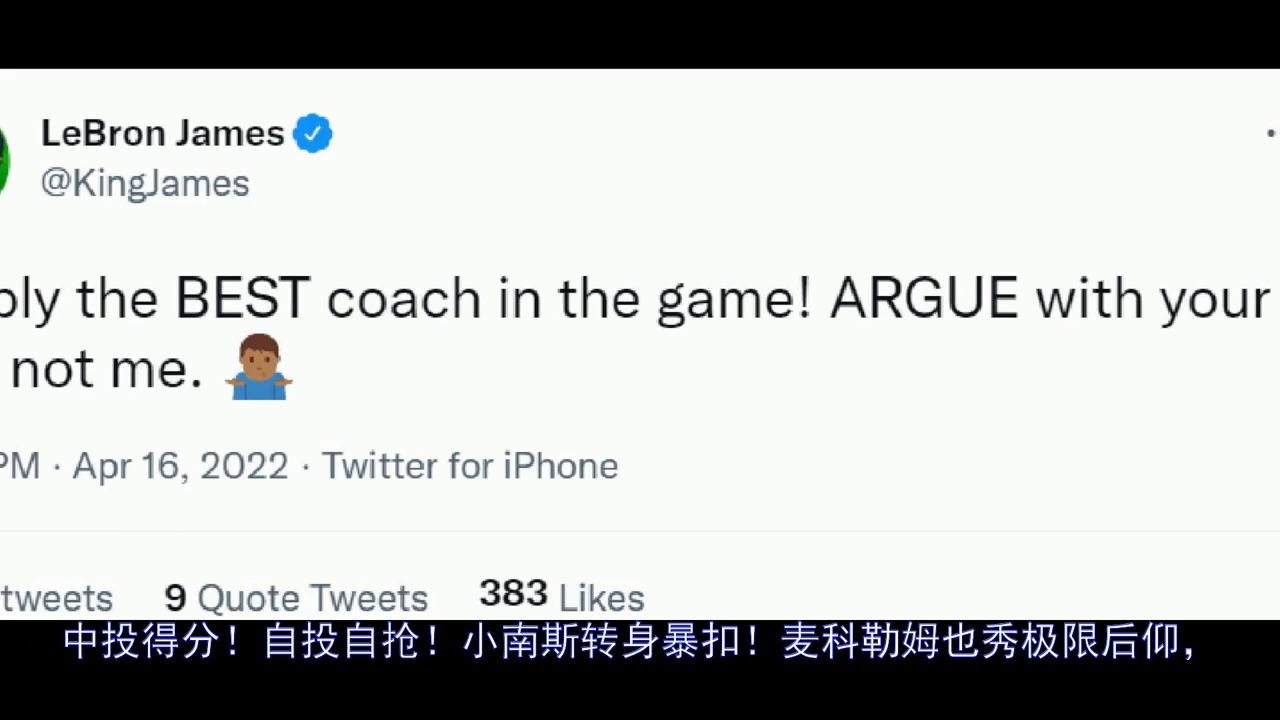 LeBron James
@KingJames
ply the BEST coach in the game! ARGUE with your
not me. 🤷🏾‍♂️
PM · Apr 16, 2022 · Twitter for iPhone
tweets 9 Quote Tweets 383 Likes
中投得分！自投自抢！小南斯转身暴扣！麦科勒姆也秀极限后仰，